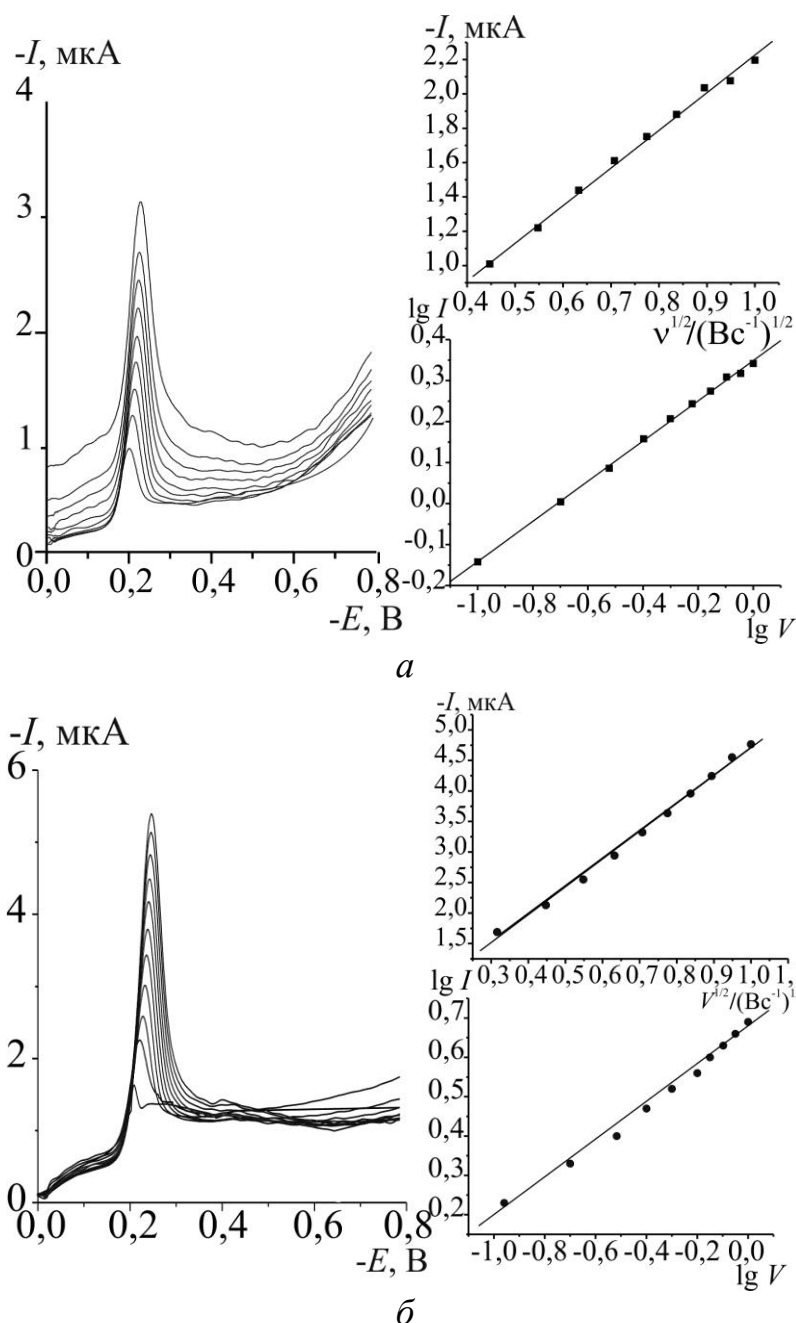 -I, мкА
4
3
2
1
0
0,0 0,2 0,4 0,6 0,8
-E, В
-I, мкА
2,2
2,0
1,8
1,6
1,4
1,2
1,0
0,4 0,5 0,6 0,7 0,8 0,9 1,0
ν^1/2/(Вс^-1)^1/2
lg I
0,4
0,3
0,2
0,1
0,0
-0,1
-0,2
-1,0 -0,8 -0,6 -0,4 -0,2 0,0
lg V
а
-I, мкА
6
4
2
0
0,0 0,2 0,4 0,6 0,8
-E, В
-I, мкА
5,0
4,5
4,0
3,5
3,0
2,5
2,0
1,5
0,3 0,4 0,5 0,6 0,7 0,8 0,9 1,0 1,
V^1/2/(Вс^-1)^1
lg I
0,7
0,6
0,5
0,4
0,3
0,2
-1,0 -0,8 -0,6 -0,4 -0,2 0,0
lg V
б